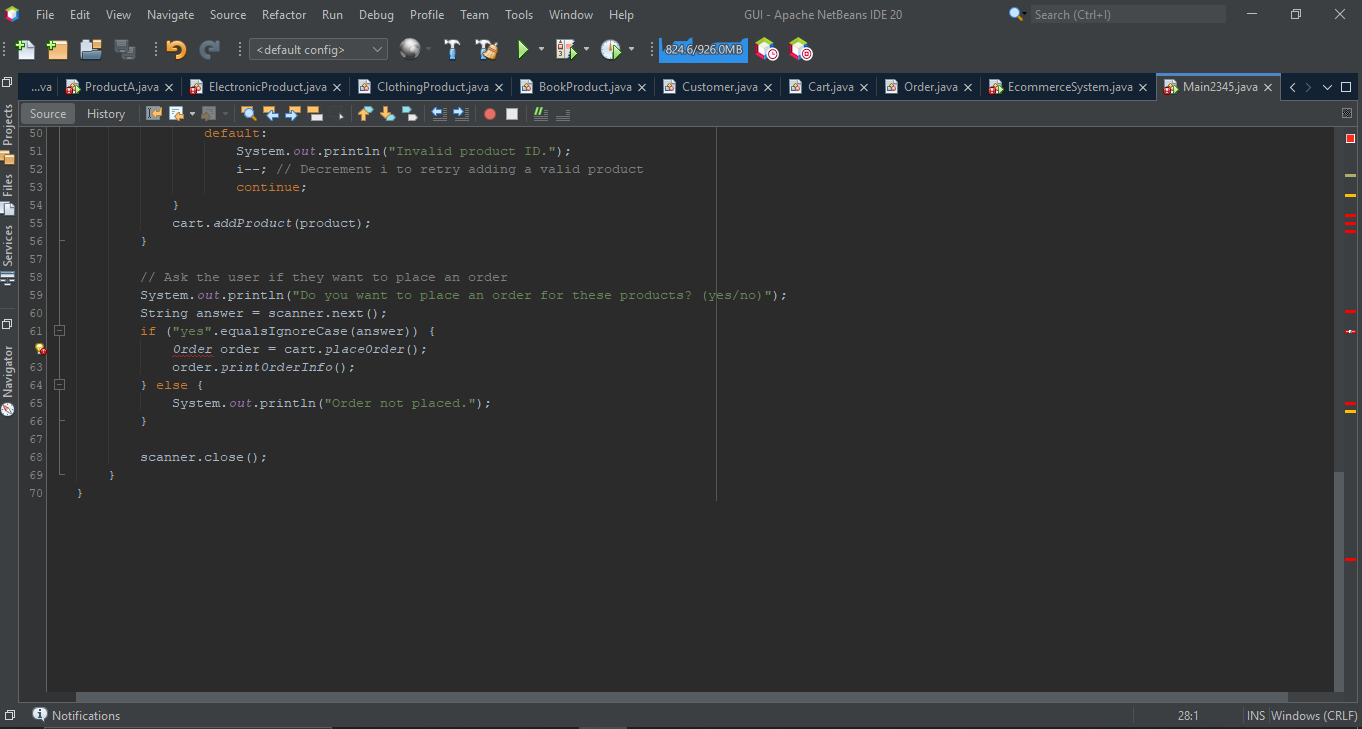 File Edit View Navigate Source Refactor Run Debug Profile Team Tools Window Help GUI - Apache NetBeans IDE 20 Search (Ctrl+I)
<default config> 824.6/926.0MB
...va ProductA.java ElectronicProduct.java ClothingProduct.java BookProduct.java Customer.java Cart.java Order.java EcommerceSystem.java Main2345.java
Source History
Projects
Files
Services
Navigator
50 default:
51 System.out.println("Invalid product ID.");
52 i--; // Decrement i to retry adding a valid product
53 continue;
54 }
55 cart.addProduct(product);
56 }
57
58 // Ask the user if they want to place an order
59 System.out.println("Do you want to place an order for these products? (yes/no)");
60 String answer = scanner.next();
61 if ("yes".equalsIgnoreCase(answer)) {
Order order = cart.placeOrder();
63 order.printOrderInfo();
64 } else {
65 System.out.println("Order not placed.");
66 }
67
68 scanner.close();
69 }
70 }
Notifications 28:1 INS Windows (CRLF)